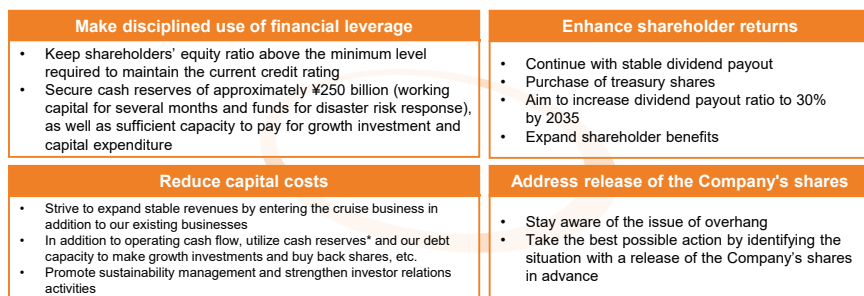 Make disciplined use of financial leverage
• Keep shareholders' equity ratio above the minimum level
required to maintain the current credit rating
• Secure cash reserves of approximately ¥250 billion (working
capital for several months and funds for disaster risk response),
as well as sufficient capacity to pay for growth investment and
capital expenditure
Enhance shareholder returns
• Continue with stable dividend payout
• Purchase of treasury shares
• Aim to increase dividend payout ratio to 30%
by 2035
• Expand shareholder benefits
Reduce capital costs
• Strive to expand stable revenues by entering the cruise business in
addition to our existing businesses
• In addition to operating cash flow, utilize cash reserves* and our debt
capacity to make growth investments and buy back shares, etc.
• Promote sustainability management and strengthen investor relations
activities
Address release of the Company's shares
• Stay aware of the issue of overhang
• Take the best possible action by identifying the
situation with a release of the Company's shares
in advance